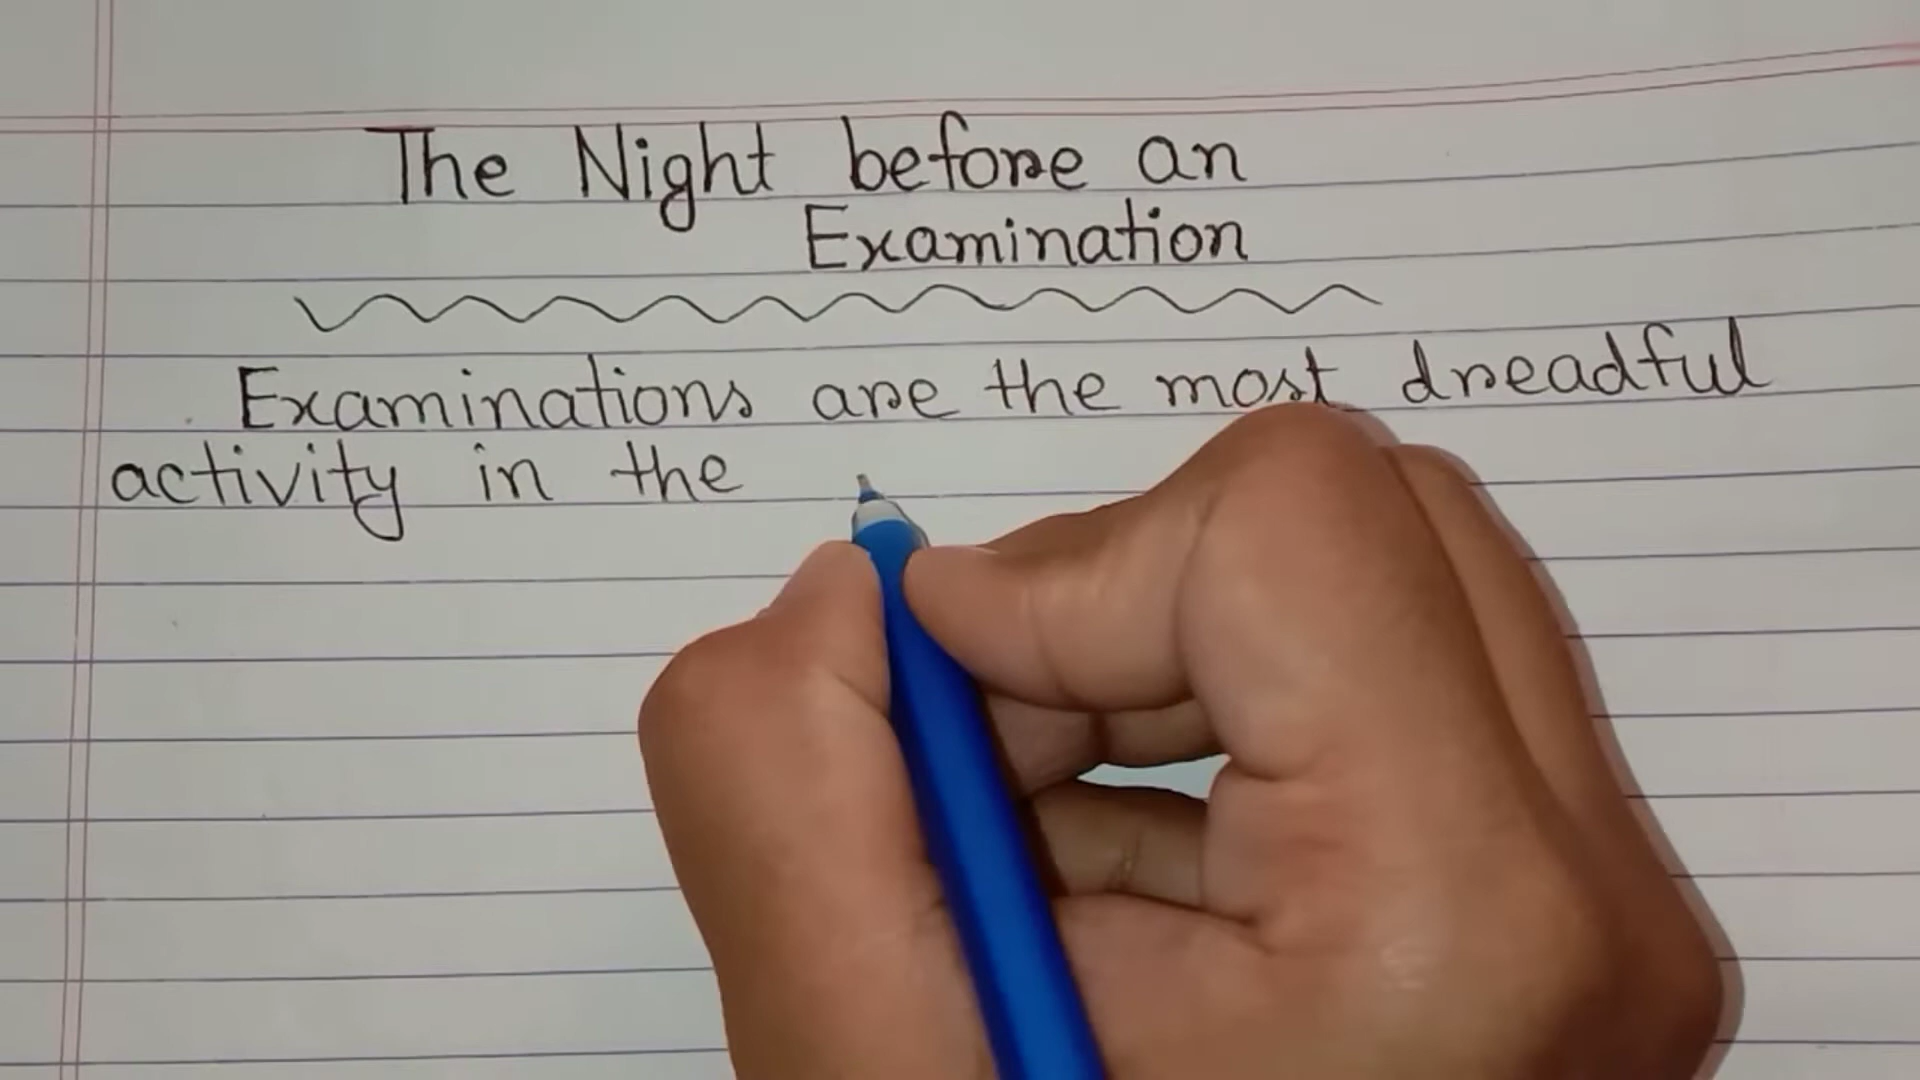 The Night before an
Examination
Examinations are the most dreadful
activity in the